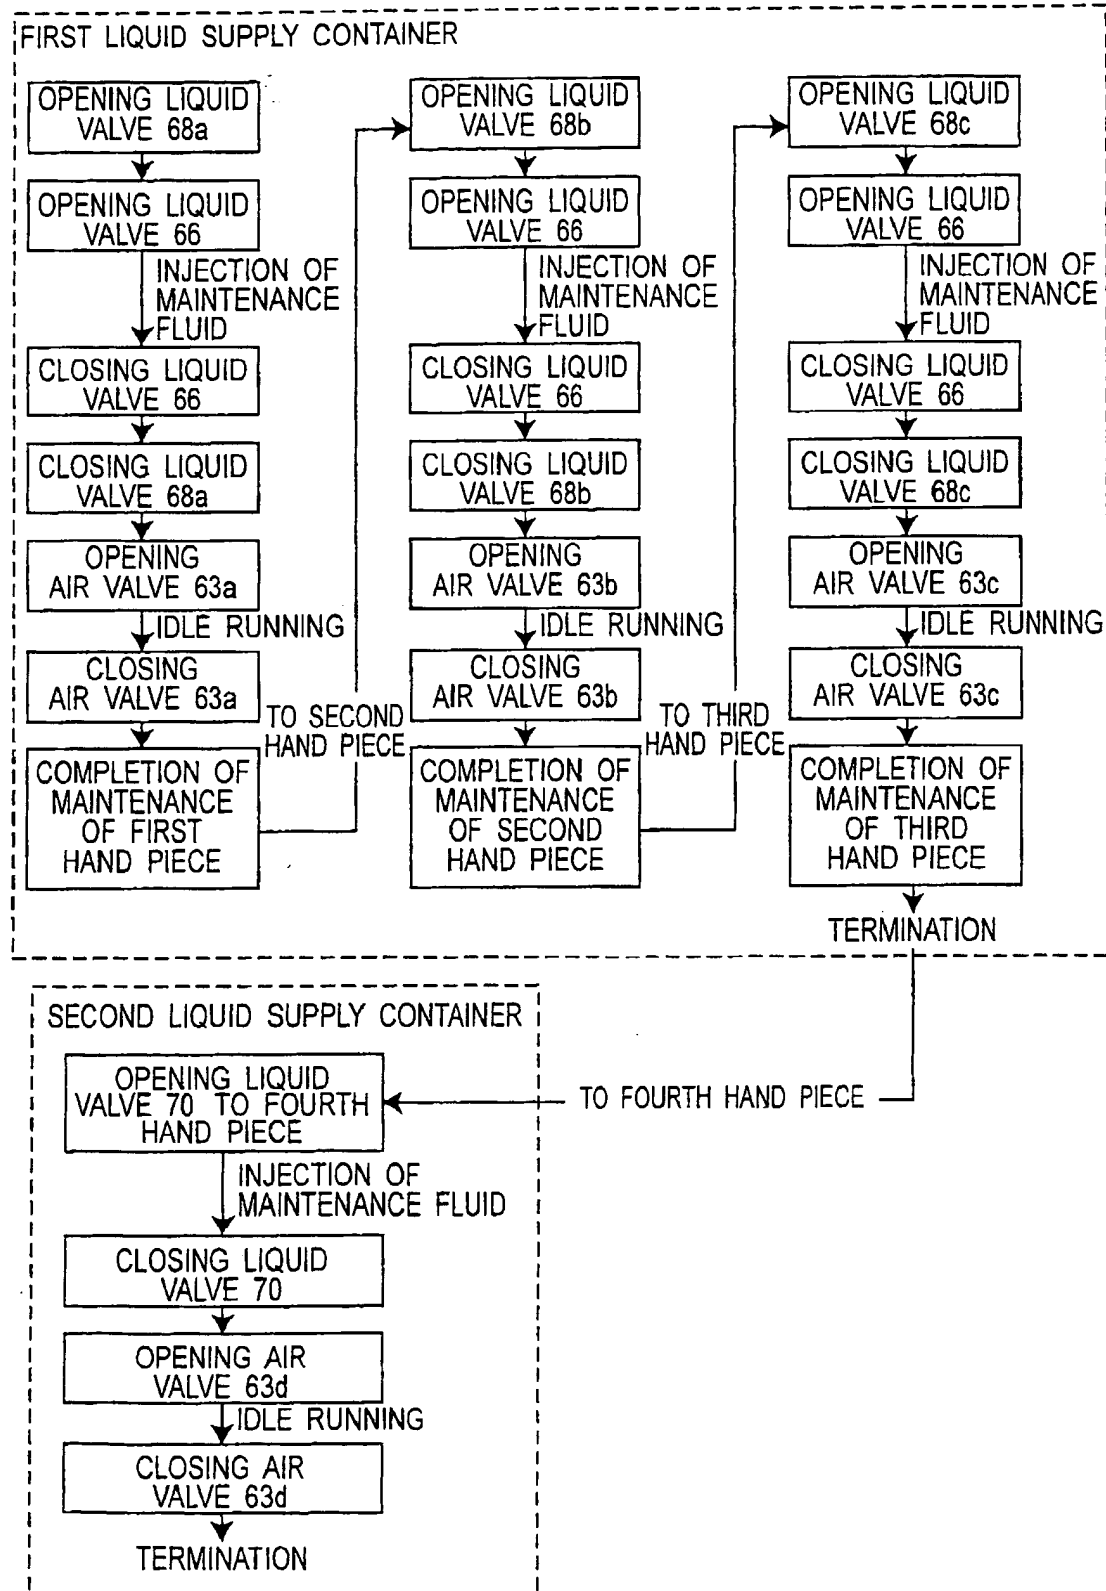 FIRST LIQUID SUPPLY CONTAINER
OPENING LIQUID
VALVE 68a
OPENING LIQUID
VALVE 66
INJECTION OF
MAINTENANCE
FLUID
CLOSING LIQUID
VALVE 66
CLOSING LIQUID
VALVE 68a
OPENING
AIR VALVE 63a
IDLE RUNNING
CLOSING
AIR VALVE 63a
COMPLETION OF
MAINTENANCE
OF FIRST
HAND PIECE
TO SECOND
HAND PIECE
OPENING LIQUID
VALVE 68b
OPENING LIQUID
VALVE 66
INJECTION OF
MAINTENANCE
FLUID
CLOSING LIQUID
VALVE 66
CLOSING LIQUID
VALVE 68b
OPENING
AIR VALVE 63b
IDLE RUNNING
CLOSING
AIR VALVE 63b
COMPLETION OF
MAINTENANCE
OF SECOND
HAND PIECE
TO THIRD
HAND PIECE
OPENING LIQUID
VALVE 68c
OPENING LIQUID
VALVE 66
INJECTION OF
MAINTENANCE
FLUID
CLOSING LIQUID
VALVE 66
CLOSING LIQUID
VALVE 68c
OPENING
AIR VALVE 63c
IDLE RUNNING
CLOSING
AIR VALVE 63c
COMPLETION OF
MAINTENANCE
OF THIRD
HAND PIECE
TERMINATION
TO FOURTH HAND PIECE
SECOND LIQUID SUPPLY CONTAINER
OPENING LIQUID
VALVE 70 TO FOURTH
HAND PIECE
INJECTION OF
MAINTENANCE FLUID
CLOSING LIQUID
VALVE 70
OPENING AIR
VALVE 63d
IDLE RUNNING
CLOSING AIR
VALVE 63d
TERMINATION